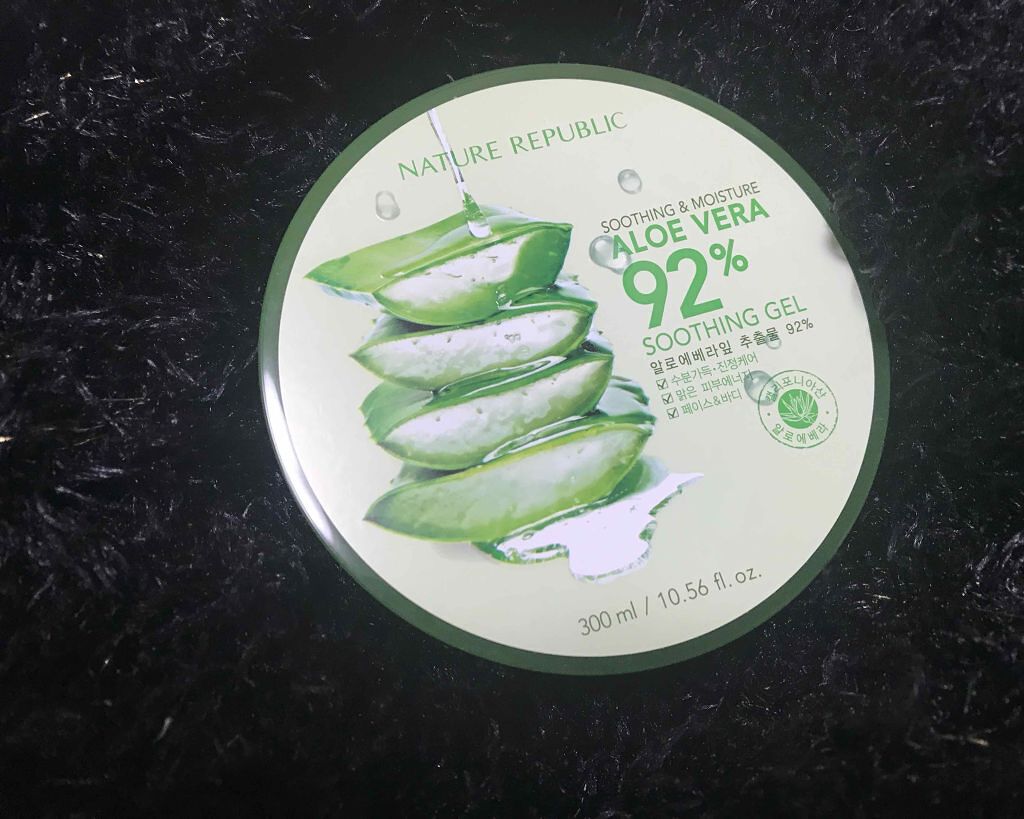 NATURE REPUBLIC
SOOTHING & MOISTURE
ALOE VERA
92%
SOOTHING GEL
알로에베라잎 추출물 92%
수분가득·진정케어
맑은 피부에너지
페이스&바디
캘리포니아산
알로에베라
300 ml / 10.56 fl. oz.